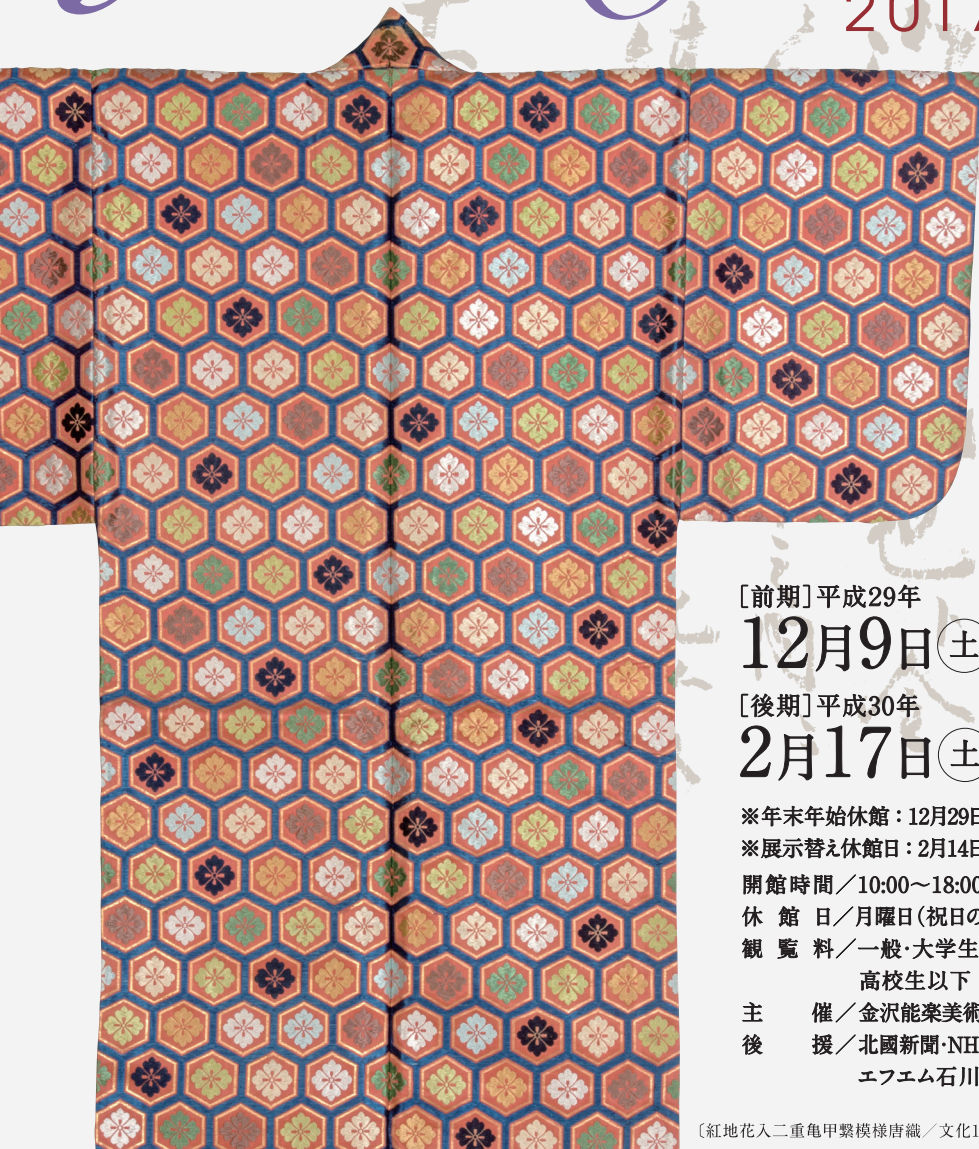 2017
[前期]平成29年
12月9日土
[後期]平成30年
2月17日土
※年末年始休館：12月29日
※展示替え休館日：2月14日
開館時間／10:00〜18:00
休館日／月曜日（祝日の
観覧料／一般・大学生
高校生以下
主催／金沢能楽美術
後援／北國新聞・NH
エフエム石川
〔紅地花入二重亀甲繋模様唐織／文化1